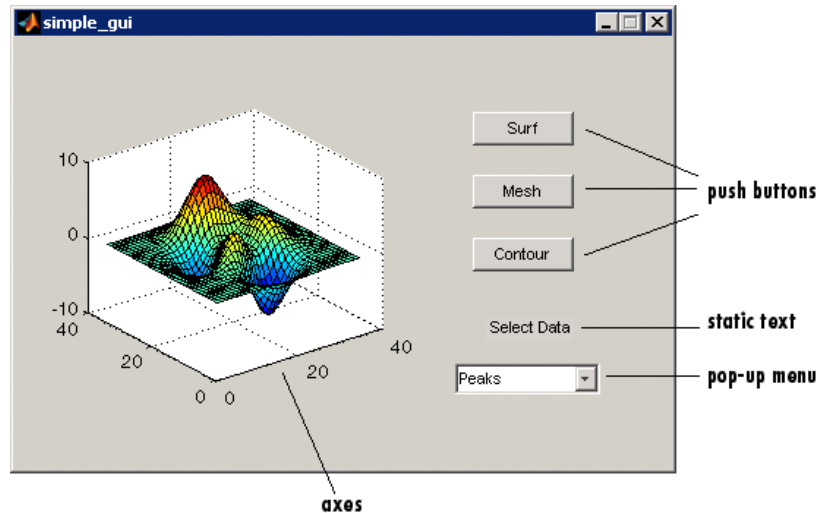 simple_gui
Surf
Mesh
push buttons
Contour
Select Data
static text
Peaks
pop-up menu
10
0
-10
40
20
0
0
20
40
axes